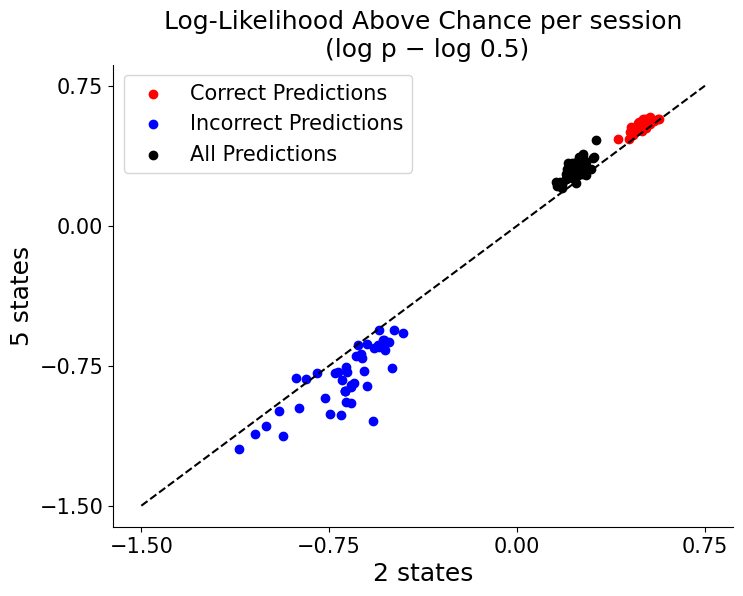 Log-Likelihood Above Chance per session
(log p − log 0.5)
Correct Predictions
Incorrect Predictions
All Predictions
0.75
0.00
−0.75
−1.50
5 states
−1.50
−0.75
0.00
0.75
2 states